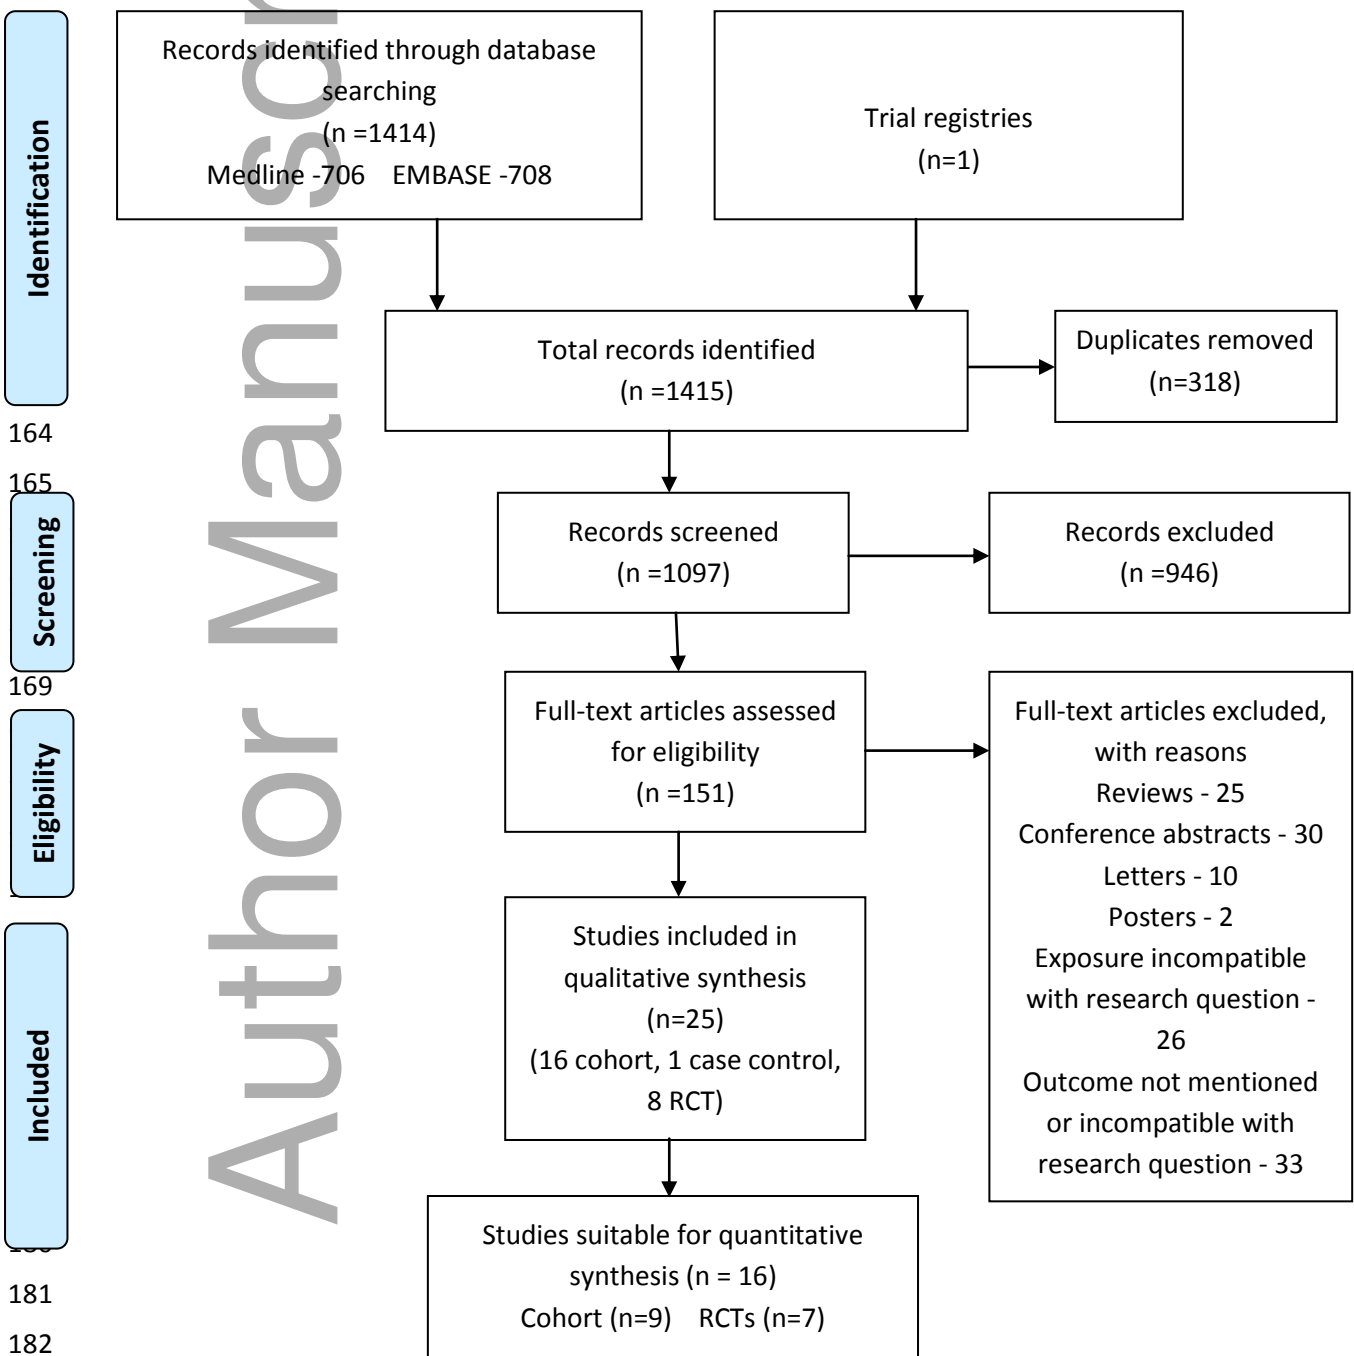 Identification
Records identified through database
searching
(n =1414)
Medline -706 EMBASE -708
Trial registries
(n=1)
Total records identified
(n =1415)
Duplicates removed
(n=318)
164
165
Screening
Records screened
(n =1097)
Records excluded
(n =946)
169
Eligibility
Full-text articles assessed
for eligibility
(n =151)
Full-text articles excluded,
with reasons
Reviews - 25
Conference abstracts - 30
Letters - 10
Posters - 2
Exposure incompatible
with research question -
26
Outcome not mentioned
or incompatible with
research question - 33
Included
Studies included in
qualitative synthesis
(n=25)
(16 cohort, 1 case control,
8 RCT)
Studies suitable for quantitative
synthesis (n = 16)
Cohort (n=9) RCTs (n=7)
181
182
Author